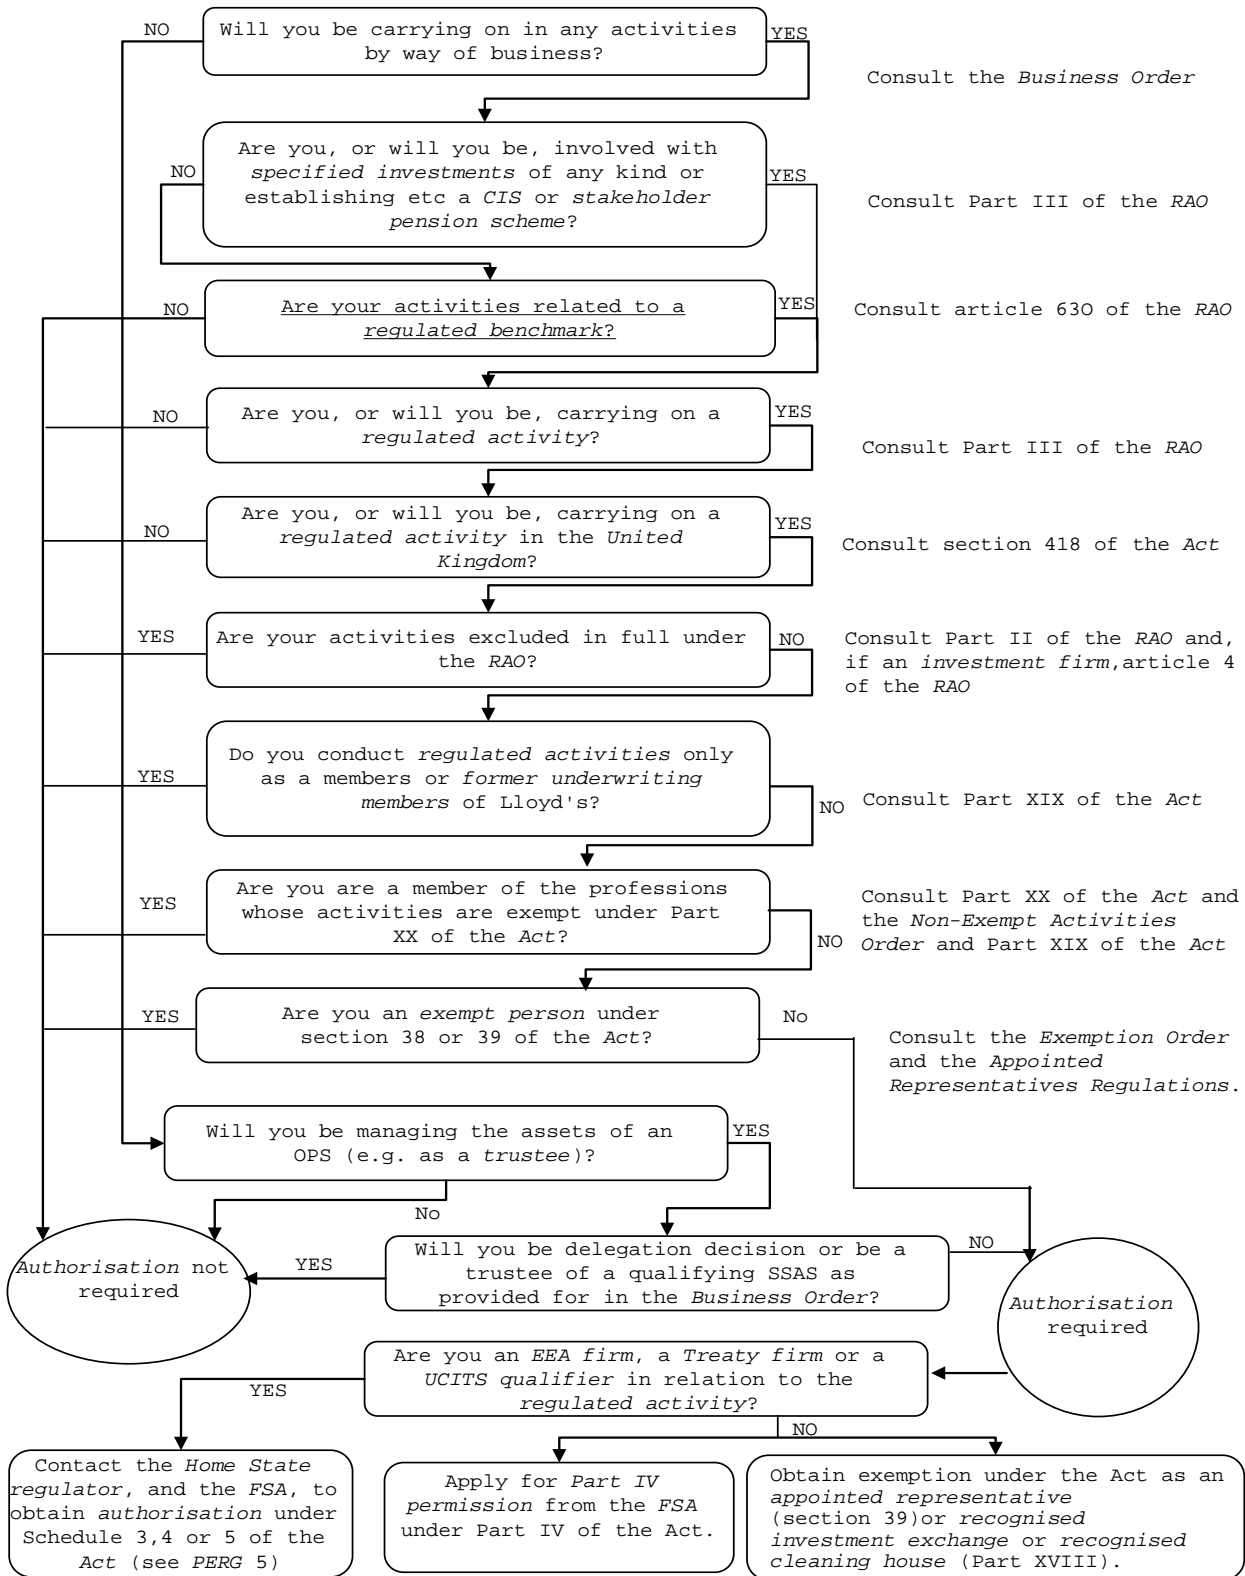 NO
Will you be carrying on in any activities
by way of business?
YES
Consult the Business Order
NO
Are you, or will you be, involved with
specified investments of any kind or
establishing etc a CIS or stakeholder
pension scheme?
YES
Consult Part III of the RAO
NO
Are your activities related to a
regulated benchmark?
YES
Consult article 63O of the RAO
NO
Are you, or will you be, carrying on a
regulated activity?
YES
Consult Part III of the RAO
NO
Are you, or will you be, carrying on a
regulated activity in the United
Kingdom?
YES
Consult section 418 of the Act
YES
Are your activities excluded in full under
the RAO?
NO
Consult Part II of the RAO and,
if an investment firm,article 4
of the RAO
YES
Do you conduct regulated activities only
as a members or former underwriting
members of Lloyd's?
NO
Consult Part XIX of the Act
YES
Are you are a member of the professions
whose activities are exempt under Part
XX of the Act?
NO
Consult Part XX of the Act and
the Non-Exempt Activities
Order and Part XIX of the Act
YES
Are you an exempt person under
section 38 or 39 of the Act?
No
Consult the Exemption Order
and the Appointed
Representatives Regulations.
Will you be managing the assets of an
OPS (e.g. as a trustee)?
YES
No
Authorisation not
required
YES
Will you be delegation decision or be a
trustee of a qualifying SSAS as
provided for in the Business Order?
NO
Authorisation
required
YES
Are you an EEA firm, a Treaty firm or a
UCITS qualifier in relation to the
regulated activity?
NO
Contact the Home State
regulator, and the FSA, to
obtain authorisation under
Schedule 3,4 or 5 of the
Act (see PERG 5)
Apply for Part IV
permission from the FSA
under Part IV of the Act.
Obtain exemption under the Act as an
appointed representative
(section 39)or recognised
investment exchange or recognised
cleaning house (Part XVIII).